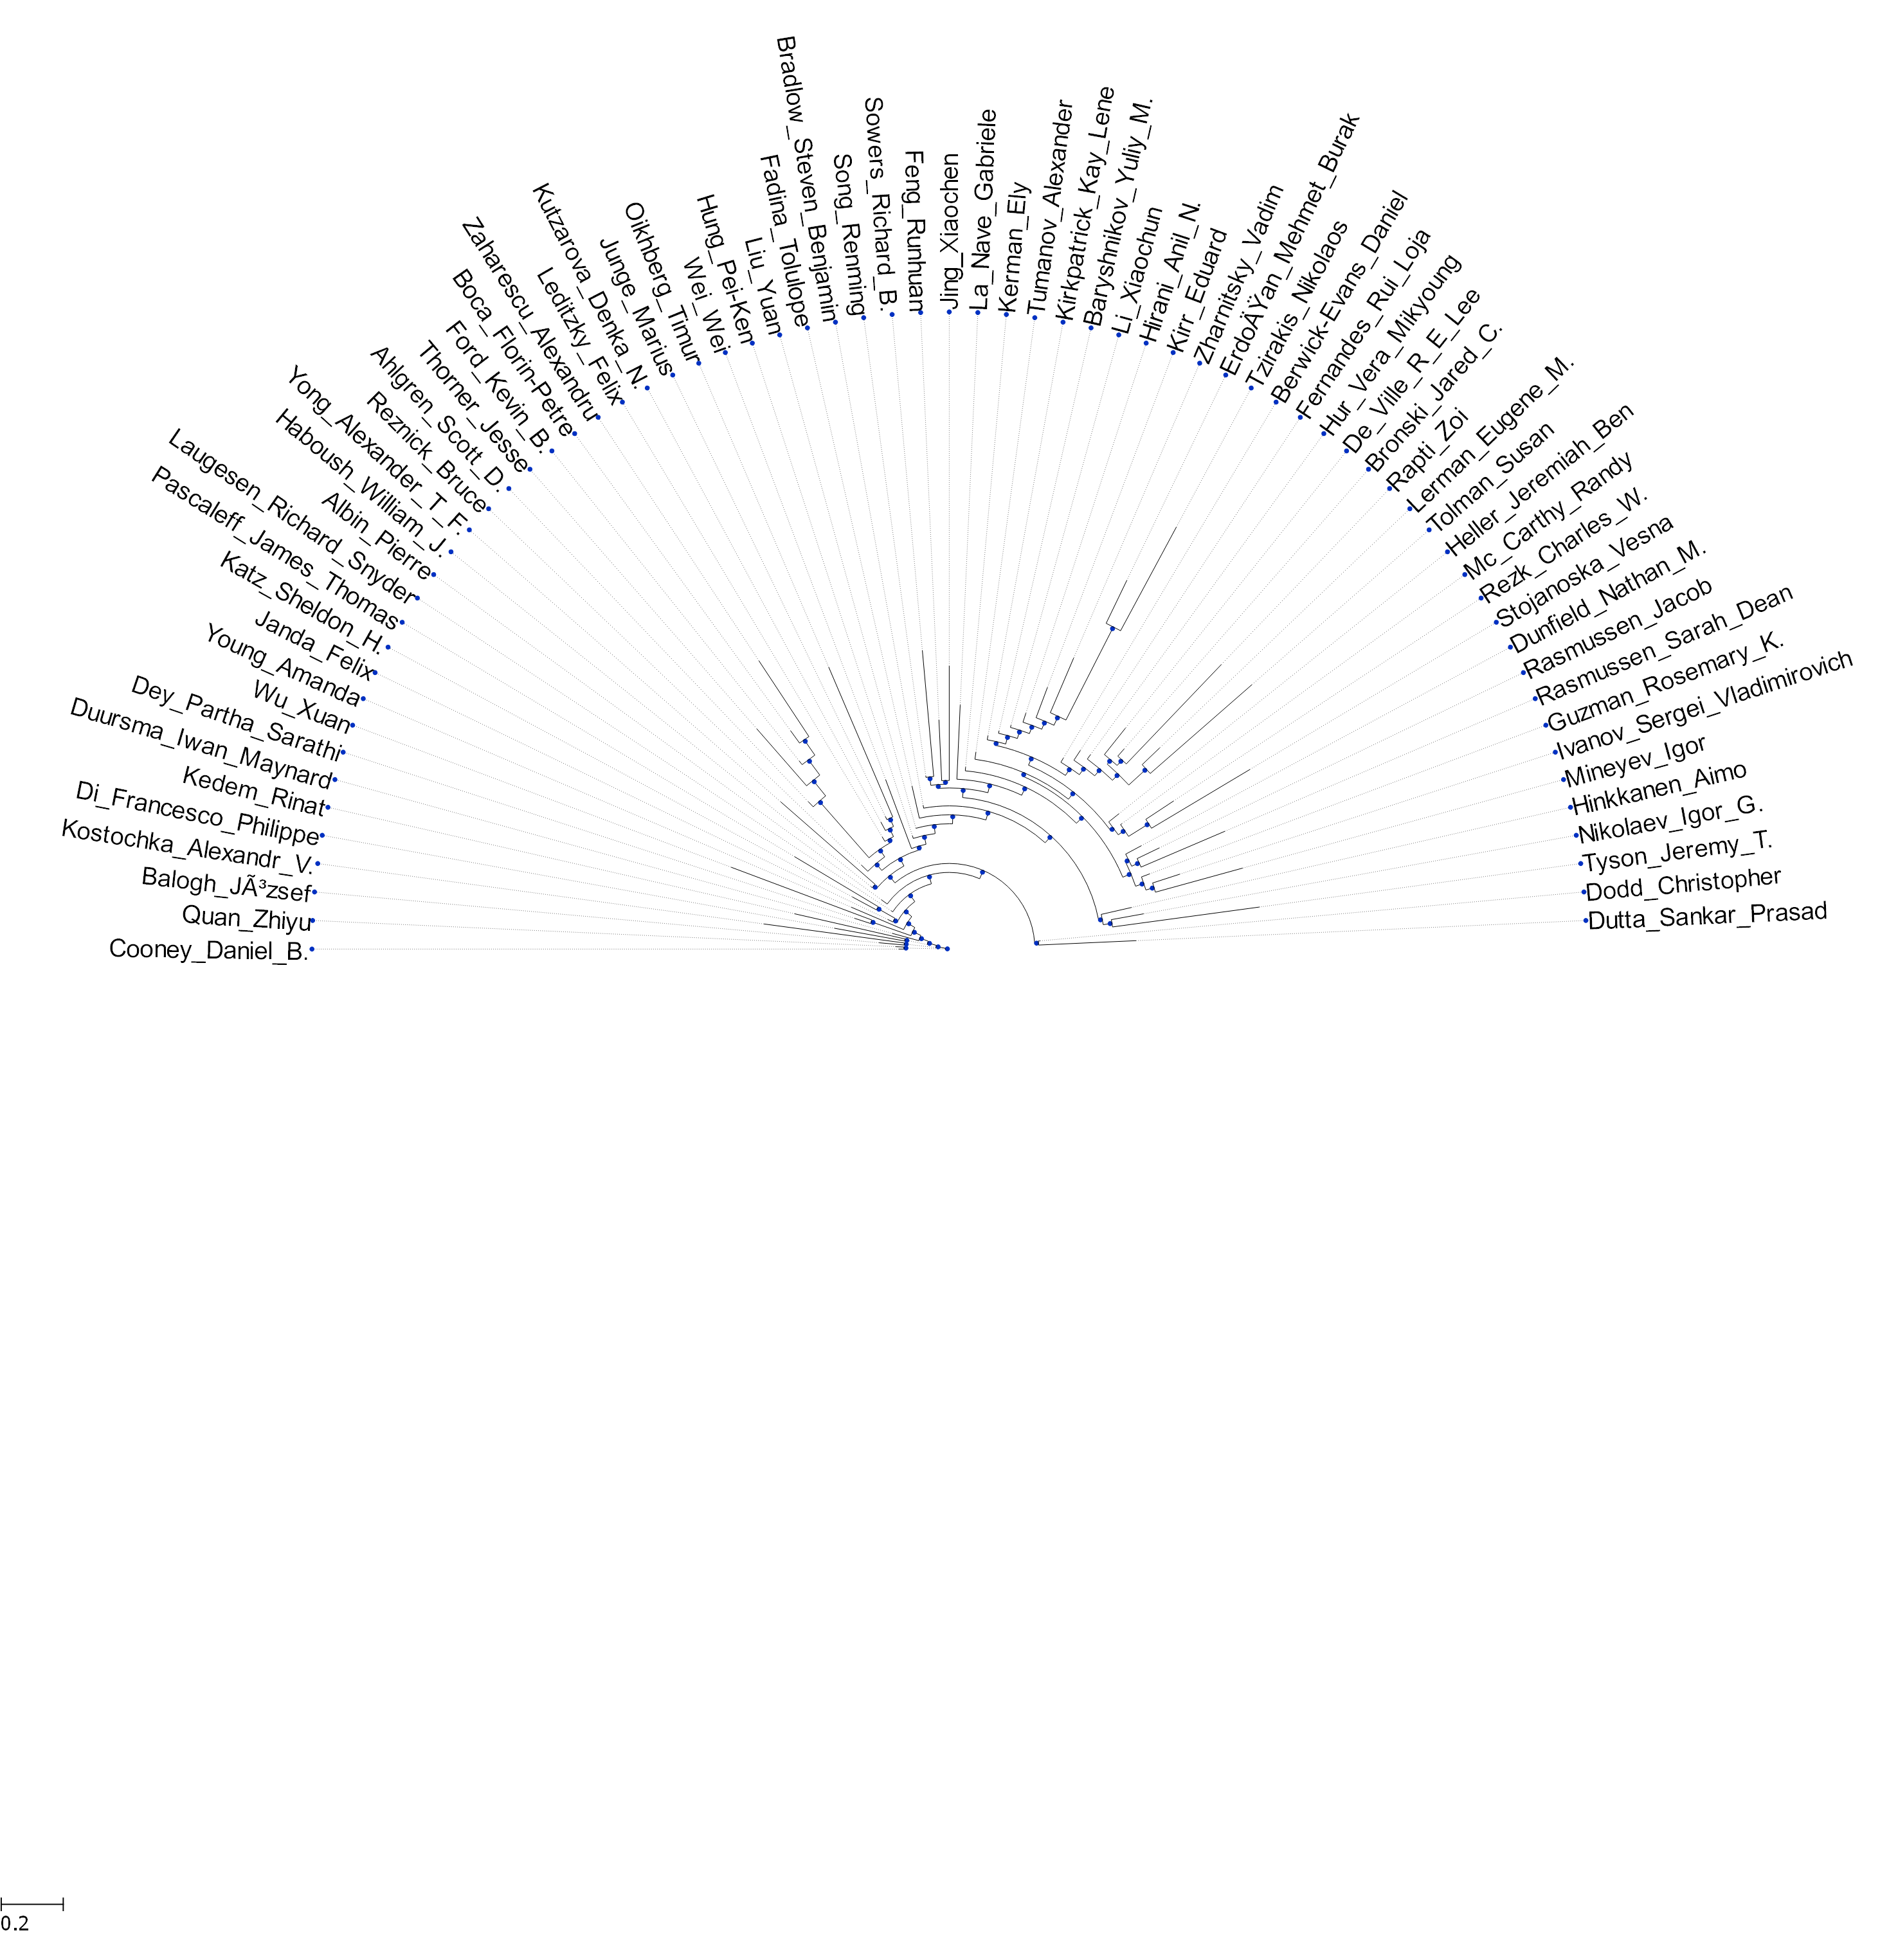 Cooney_Daniel_B.
Quan_Zhiyu
Balogh_JÃ³zsef
Kostochka_Alexandr_V.
Di_Francesco_Philippe
Kedem_Rinat
Duursma_Iwan_Maynard
Dey_Partha_Sarathi
Wu_Xuan
Young_Amanda
Janda_Felix
Katz_Sheldon_H.
Pascaleff_James_Thomas
Laugesen_Richard_Snyder
Albin_Pierre
Haboush_William_J.
Yong_Alexander_T_F.
Reznick_Bruce
Ahlgren_Scott_D.
Thorner_Jesse
Ford_Kevin_B.
Boca_Florin-Petre
Zaharescu_Alexandru
Leditzky_Felix
Kutzarova_Denka_N.
Junge_Marius
Oikhberg_Timur
Wei_Wei
Hung_Pei-Ken
Liu_Yuan
Fadina_Tolulope
Bradlow_Steven_Benjamin
Song_Renming
Sowers_Richard_B.
Feng_Runhuan
Jing_Xiaochen
La_Nave_Gabriele
Kerman_Ely
Tumanov_Alexander
Kirkpatrick_Kay_Lene
Baryshnikov_Yuliy_M.
Li_Xiaochun
Hirani_Anil_N.
Kirr_Eduard
Zharnitsky_Vadim
ErdoÄŸan_Mehmet_Burak
Tzirakis_Nikolaos
Berwick-Evans_Daniel
Fernandes_Rui_Loja
Hur_Vera_Mikyoung
De_Ville_R_E_Lee
Bronski_Jared_C.
Rapti_Zoi
Lerman_Eugene_M.
Tolman_Susan
Heller_Jeremiah_Ben
Mc_Carthy_Randy
Rezk_Charles_W.
Stojanoska_Vesna
Dunfield_Nathan_M.
Rasmussen_Jacob
Rasmussen_Sarah_Dean
Guzman_Rosemary_K.
Ivanov_Sergei_Vladimirovich
Mineyev_Igor
Hinkkanen_Aimo
Nikolaev_Igor_G.
Tyson_Jeremy_T.
Dodd_Christopher
Dutta_Sankar_Prasad
0.2